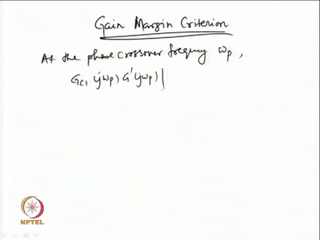 Gain Margin Criterion
At the phase crossover frequency ωp,
Gc, (jωp) G'(jωp)|
NPTEL